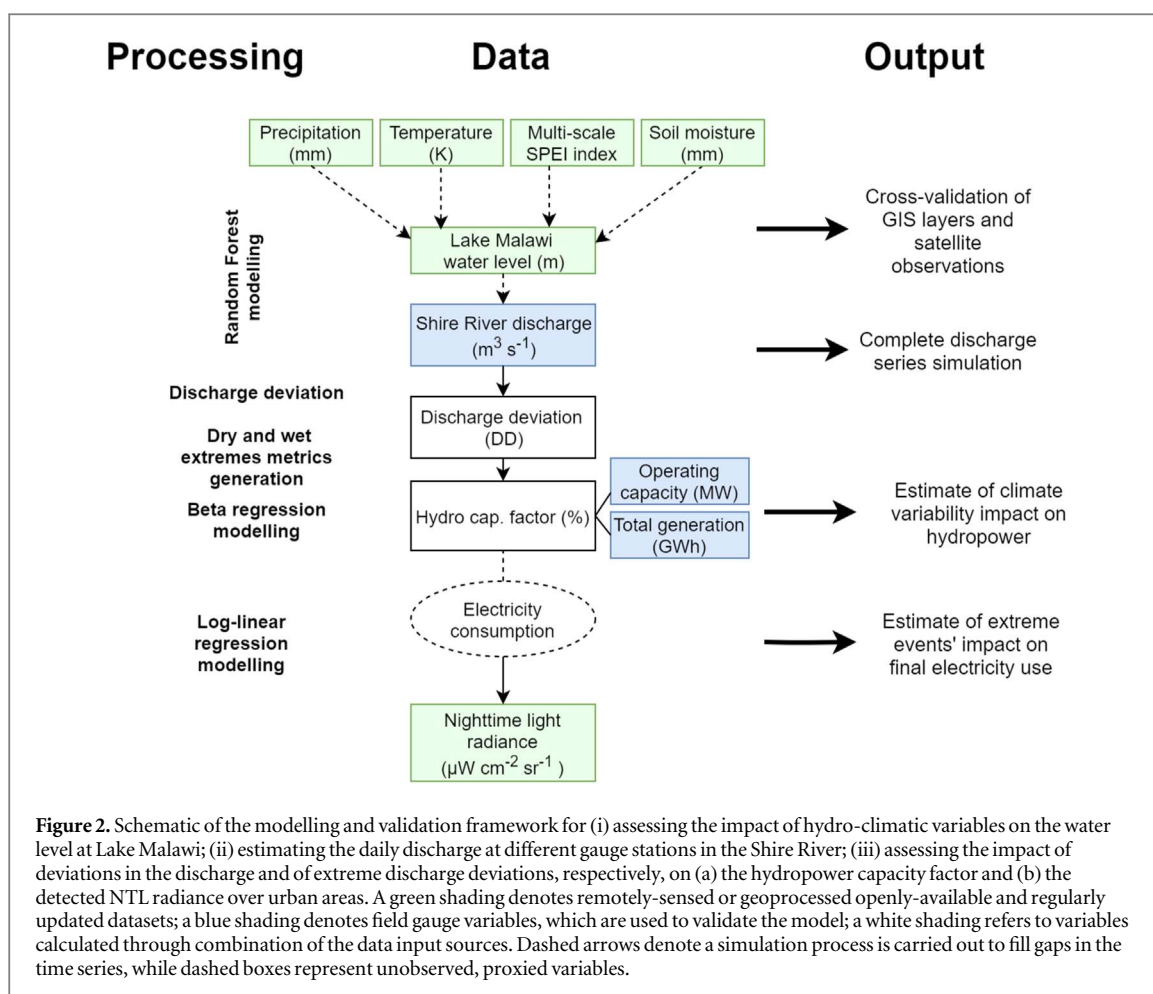 Processing Data Output
Precipitation
(mm)
Temperature
(K)
Multi-scale
SPEI index
Soil moisture
(mm)
Random Forest
modelling
Lake Malawi
water level (m)
Cross-validation of
GIS layers and
satellite
observations
Shire River discharge
(m³ s⁻¹)
Complete discharge
series simulation
Discharge deviation
Discharge deviation
(DD)
Dry and wet
extremes metrics
generation
Beta regression
modelling
Hydro cap. factor (%)
Operating
capacity (MW)
Total generation
(GWh)
Estimate of climate
variability impact on
hydropower
Electricity
consumption
Log-linear
regression
modelling
Estimate of extreme
events' impact on
final electricity use
Nighttime light
radiance
(µW cm⁻² sr⁻¹ )
Figure 2. Schematic of the modelling and validation framework for (i) assessing the impact of hydro-climatic variables on the water
level at Lake Malawi; (ii) estimating the daily discharge at different gauge stations in the Shire River; (iii) assessing the impact of
deviations in the discharge and of extreme discharge deviations, respectively, on (a) the hydropower capacity factor and (b) the
detected NTL radiance over urban areas. A green shading denotes remotely-sensed or geoprocessed openly-available and regularly
updated datasets; a blue shading denotes field gauge variables, which are used to validate the model; a white shading refers to variables
calculated through combination of the data input sources. Dashed arrows denote a simulation process is carried out to fill gaps in the
time series, while dashed boxes represent unobserved, proxied variables.